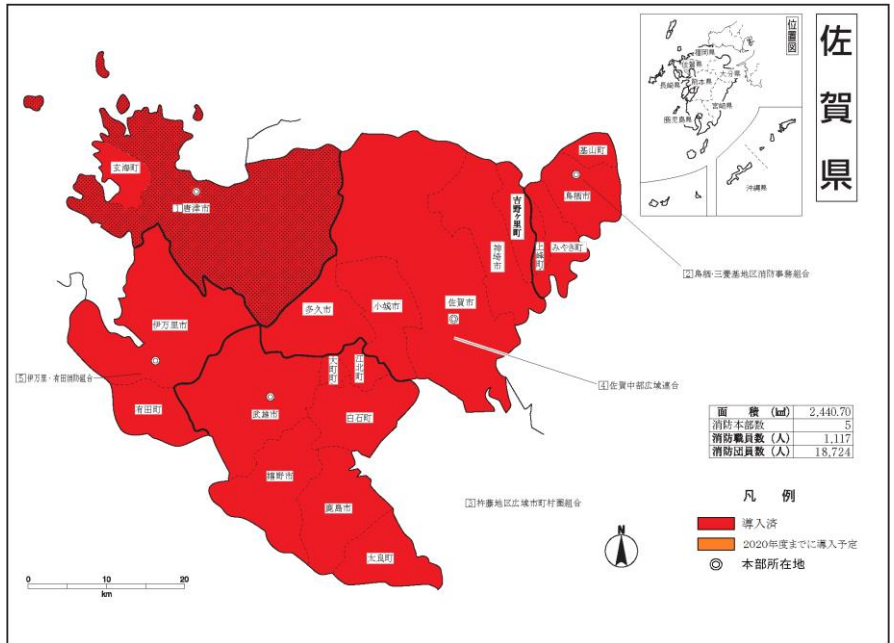 佐賀県
位置図
福岡県
佐賀県
大分県
長崎県
熊本県
宮崎県
鹿児島県
沖縄県
玄海町
1唐津市
基山町
鳥栖市
吉野ヶ里町
上峰町
みやき町
神埼市
2鳥栖・三養基地区消防事務組合
多久市
小城市
佐賀市
伊万里市
大町町
江北町
4佐賀中部広域連合
5伊万里・有田消防組合
有田町
武雄市
白石町
嬉野市
鹿島市
太良町
3杵藤地区広域市町村圏組合
面 積 (㎢) 2,440.70
消防本部数 5
消防職員数(人) 1,117
消防団員数(人) 18,724
凡 例
導入済
2020年度までに導入予定
本部所在地
N
0 10 20
km